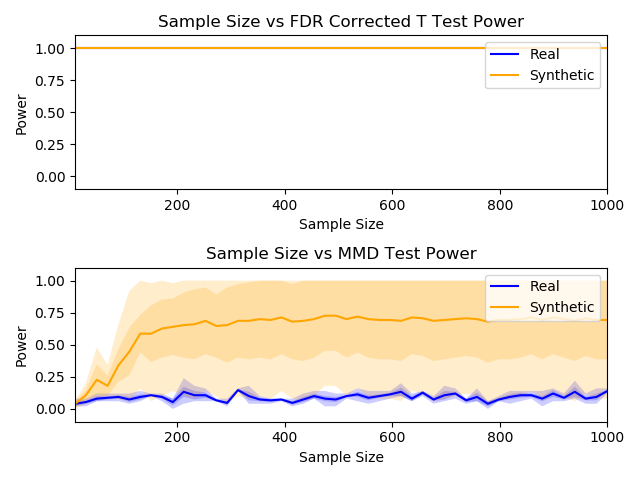 Sample Size vs FDR Corrected T Test Power
1.00
0.75
0.50
0.25
0.00
Power
Real
Synthetic
200
400
600
800
1000
Sample Size
Sample Size vs MMD Test Power
1.00
0.75
0.50
0.25
0.00
Power
Real
Synthetic
200
400
600
800
1000
Sample Size